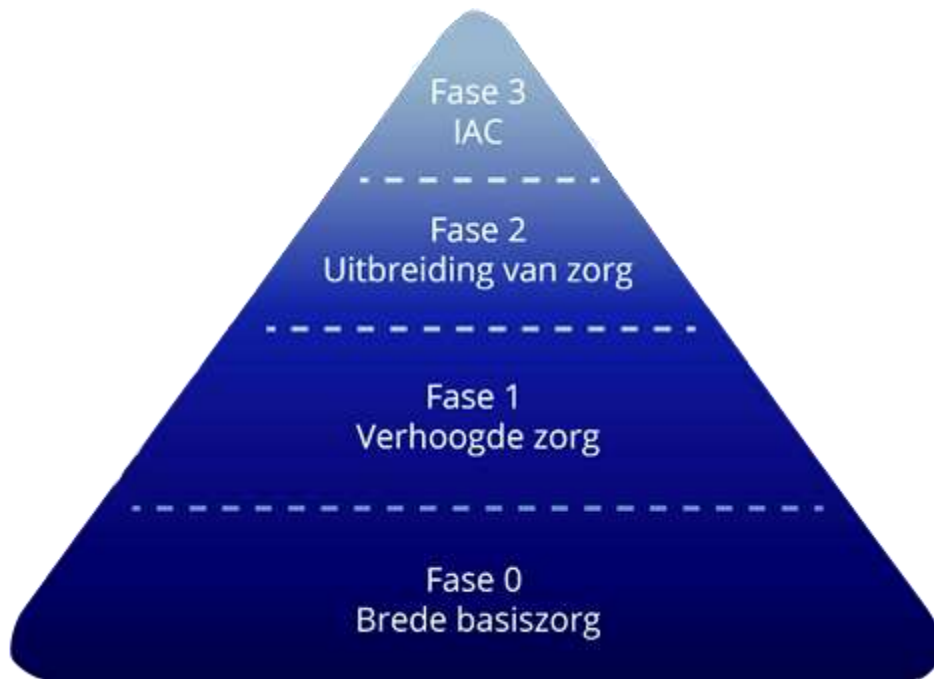 Fase 3
IAC
Fase 2
Uitbreiding van zorg
Fase 1
Verhoogde zorg
Fase 0
Brede basiszorg